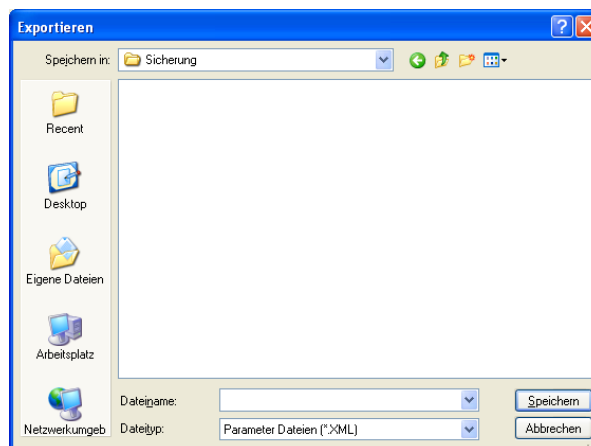 Exportieren
Speichern in: Sicherung
Recent
Desktop
Eigene Dateien
Arbeitsplatz
Netzwerkumgeb
Dateiname:
Speichern
Dateityp: Parameter Dateien (*.XML)
Abbrechen